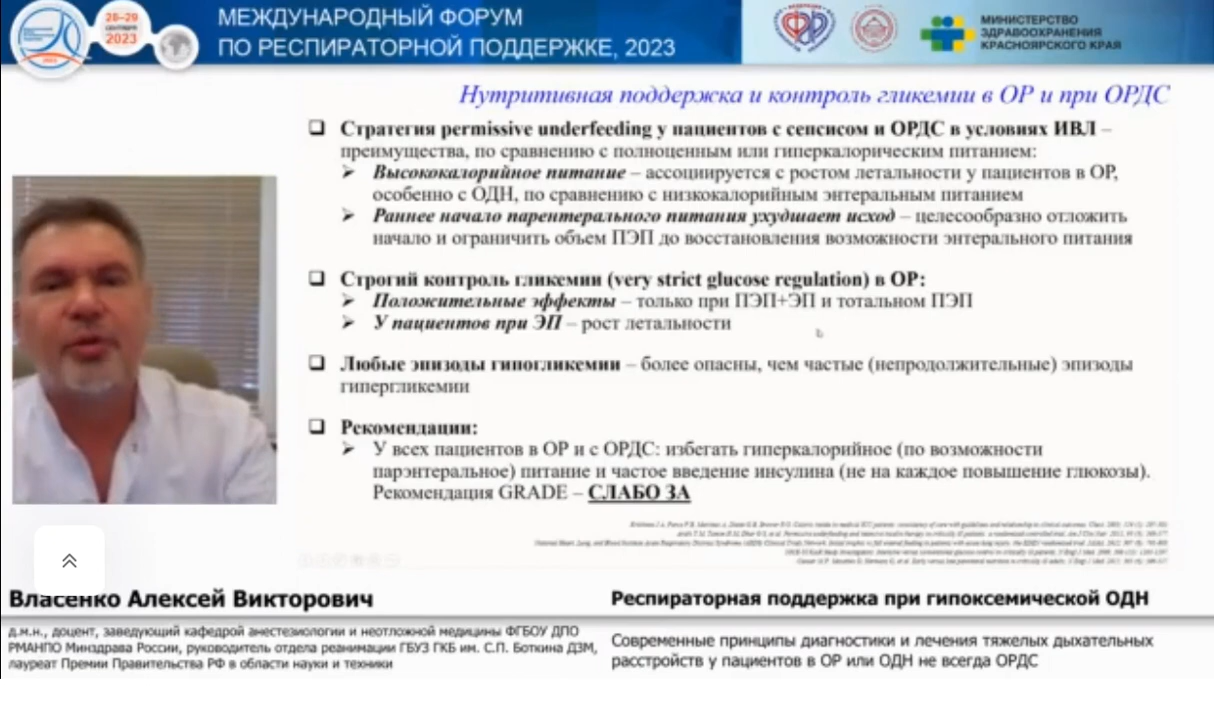 28–29
СЕНТЯБРЯ
2023
МЕЖДУНАРОДНЫЙ ФОРУМ
ПО РЕСПИРАТОРНОЙ ПОДДЕРЖКЕ, 2023
МИНИСТЕРСТВО
ЗДРАВООХРАНЕНИЯ
КРАСНОЯРСКОГО КРАЯ
Нутритивная поддержка и контроль гликемии в ОР и при ОРДС
Стратегия permissive underfeeding у пациентов с сепсисом и ОРДС в условиях ИВЛ –
преимущества, по сравнению с полноценным или гиперкалорическим питанием:
Высококалорийное питание – ассоциируется с ростом летальности у пациентов в ОР,
особенно с ОДН, по сравнению с низкокалорийным энтеральным питанием
Раннее начало парентерального питания ухудшает исход – целесообразно отложить
начало и ограничить объем ПЭП до восстановления возможности энтерального питания
Строгий контроль гликемии (very strict glucose regulation) в ОР:
Положительные эффекты – только при ПЭП+ЭП и тотальном ПЭП
У пациентов при ЭП – рост летальности
Любые эпизоды гипогликемии – более опасны, чем частые (непродолжительные) эпизоды
гипергликемии
Рекомендации:
У всех пациентов в ОР и с ОРДС: избегать гиперкалорийное (по возможности
парэнтеральное) питание и частое введение инсулина (не на каждое повышение глюкозы).
Рекомендация GRADE – СЛАБО ЗА
Власенко Алексей Викторович
д.м.н., доцент, заведующий кафедрой анестезиологии и неотложной медицины ФГБОУ ДПО
РМАНПО Минздрава России, руководитель отдела реанимации ГБУЗ ГКБ им. С.П. Боткина ДЗМ,
лауреат Премии Правительства РФ в области науки и техники
Респираторная поддержка при гипоксемической ОДН
Современные принципы диагностики и лечения тяжелых дыхательных
расстройств у пациентов в ОР или ОДН не всегда ОРДС